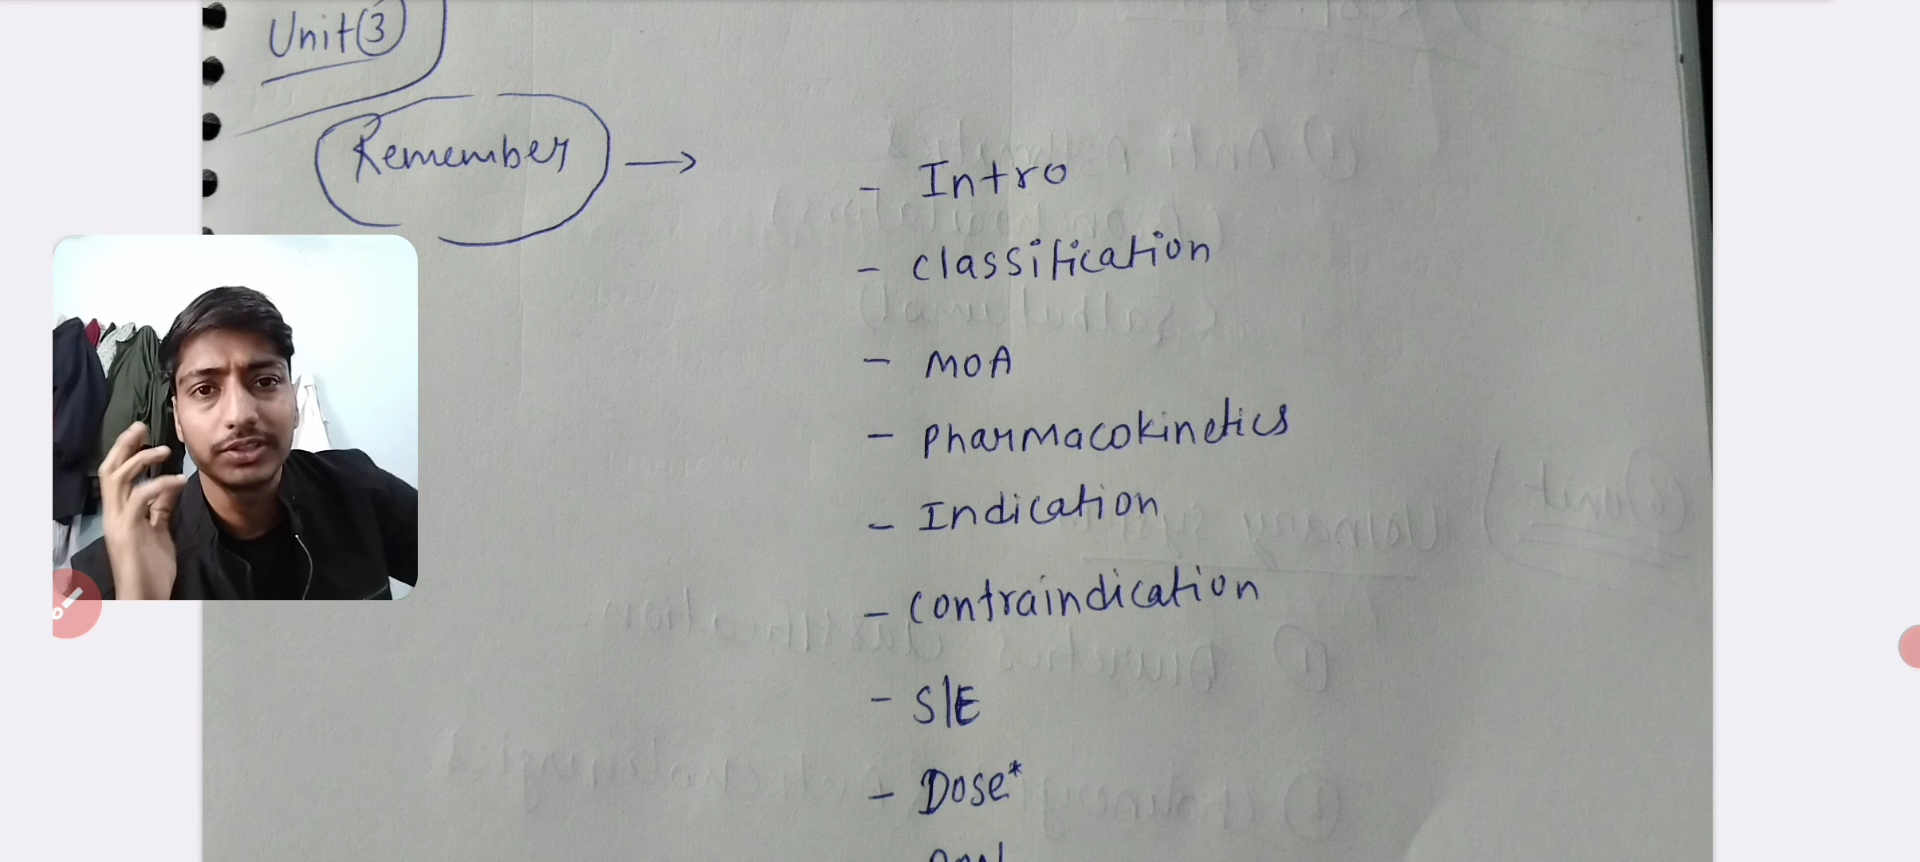 Unit ③
Remember →
- Intro
- classification
- MOA
- Pharmacokinetics
- Indication
- contraindication
- S/E
- Dose*